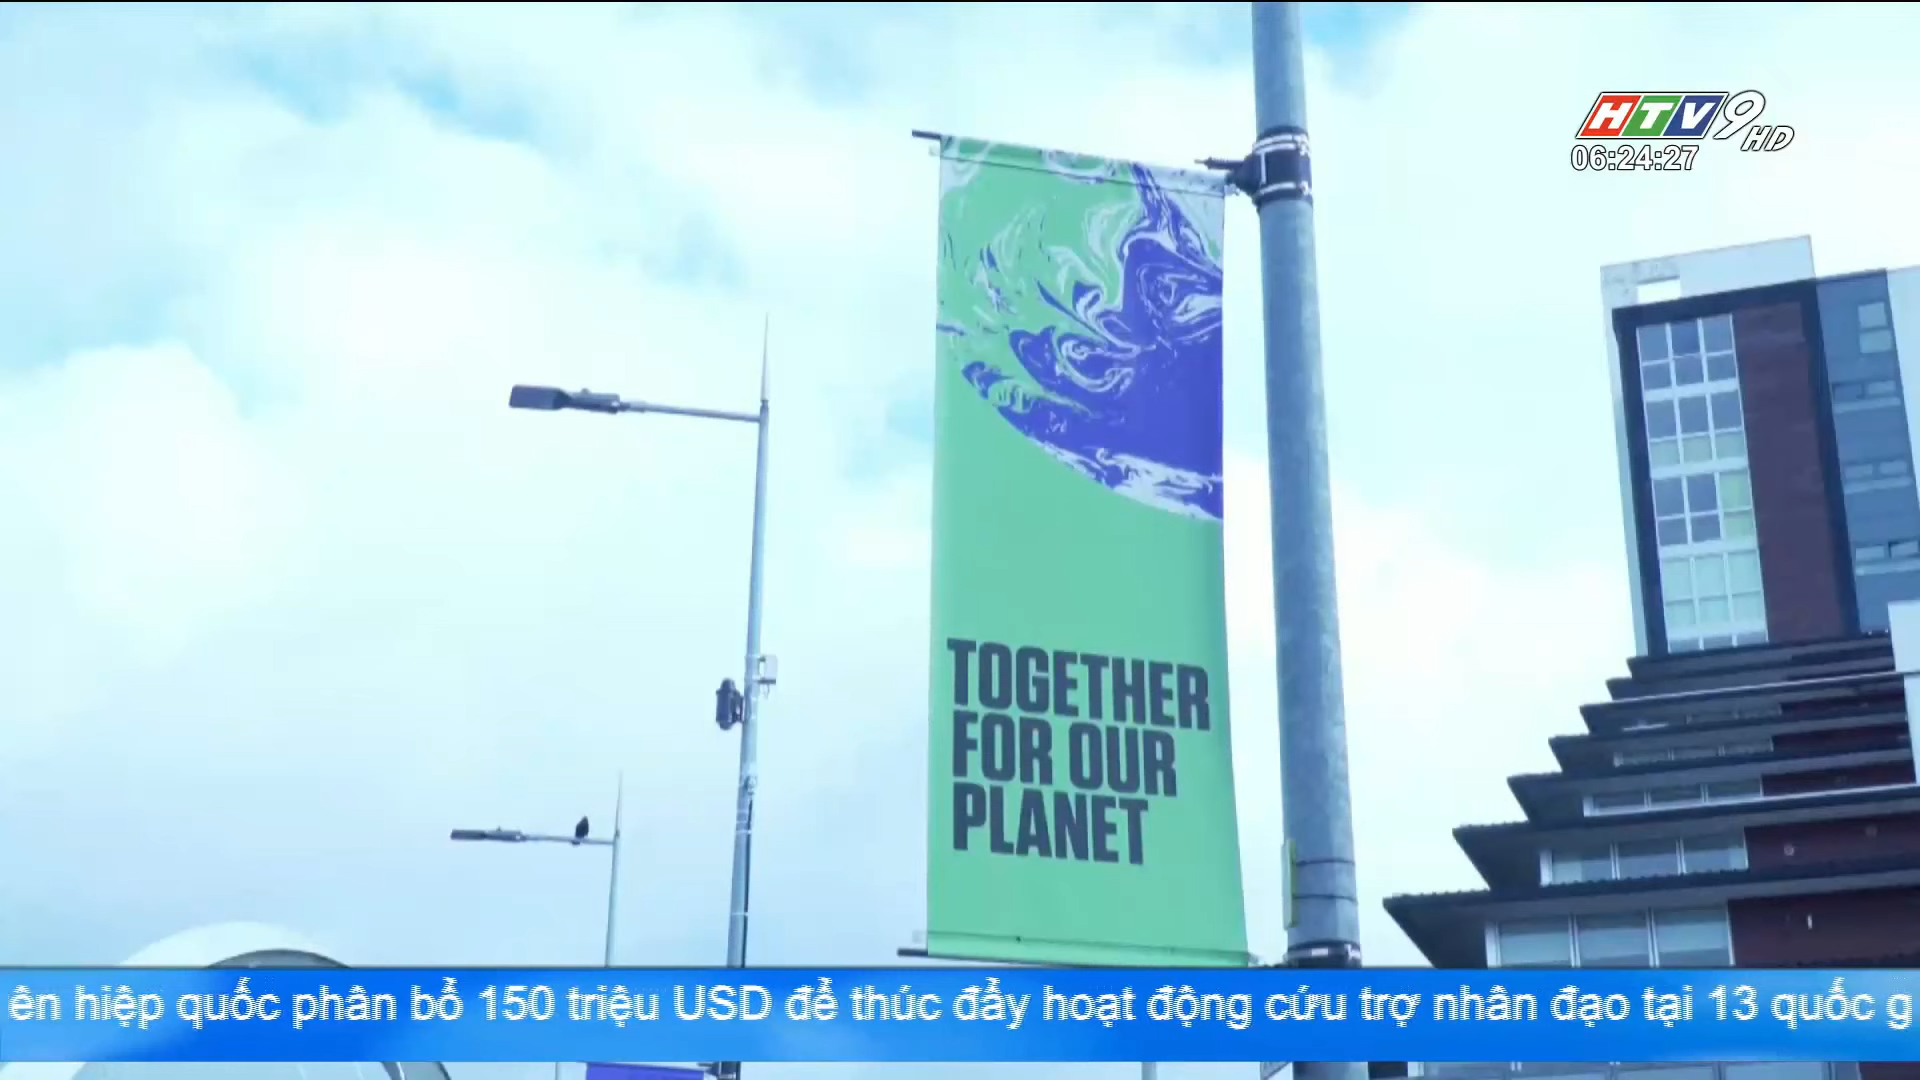 HTV9 HD
06:24:27
TOGETHER
FOR OUR
PLANET
ên hiệp quốc phân bổ 150 triệu USD để thúc đẩy hoạt động cứu trợ nhân đạo tại 13 quốc g